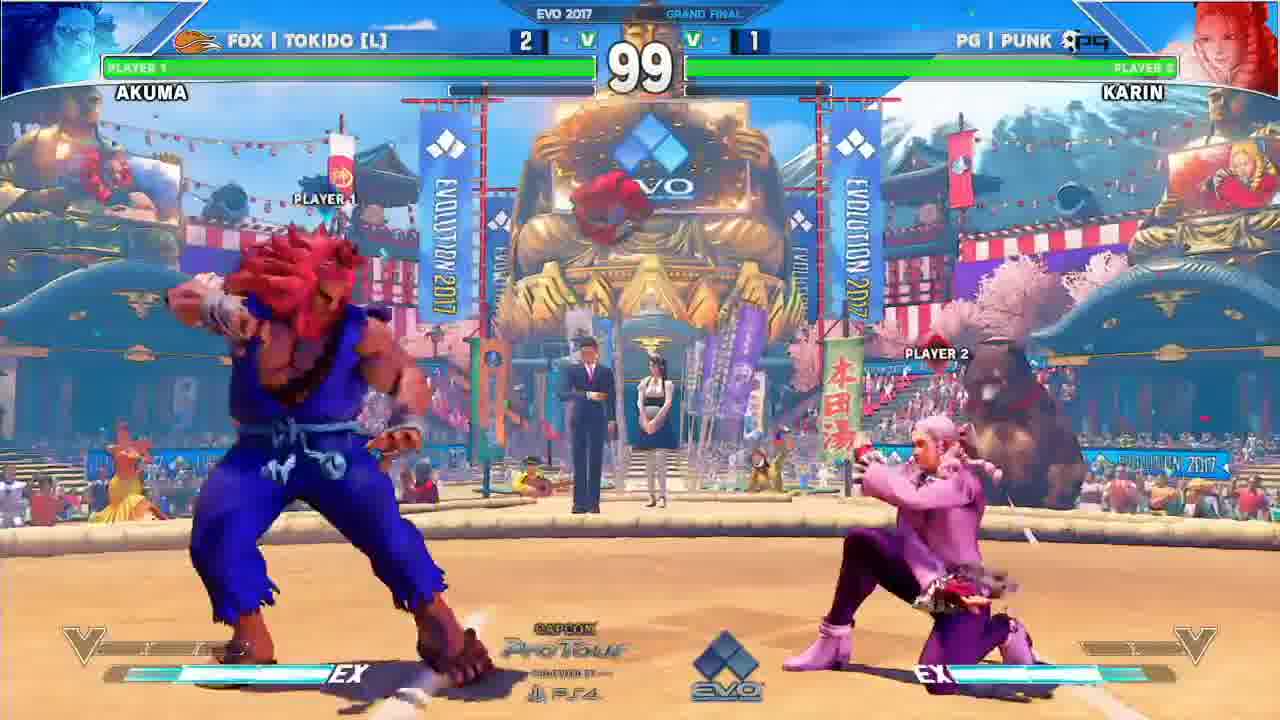 EVO 2017 GRAND FINAL
FOX | TOKIDO [L] 2 V V 1 PG | PUNK
99
PLAYER 1 PLAYER 2
AKUMA KARIN
EVO
PLAYER 1
EVOLUTION 2017
EVOLUTION 2017
PLAYER 2
本団湯
EVOLUTION 2017
V V
EX EX
CAPCOM
Pro Tour
PS4
EVO